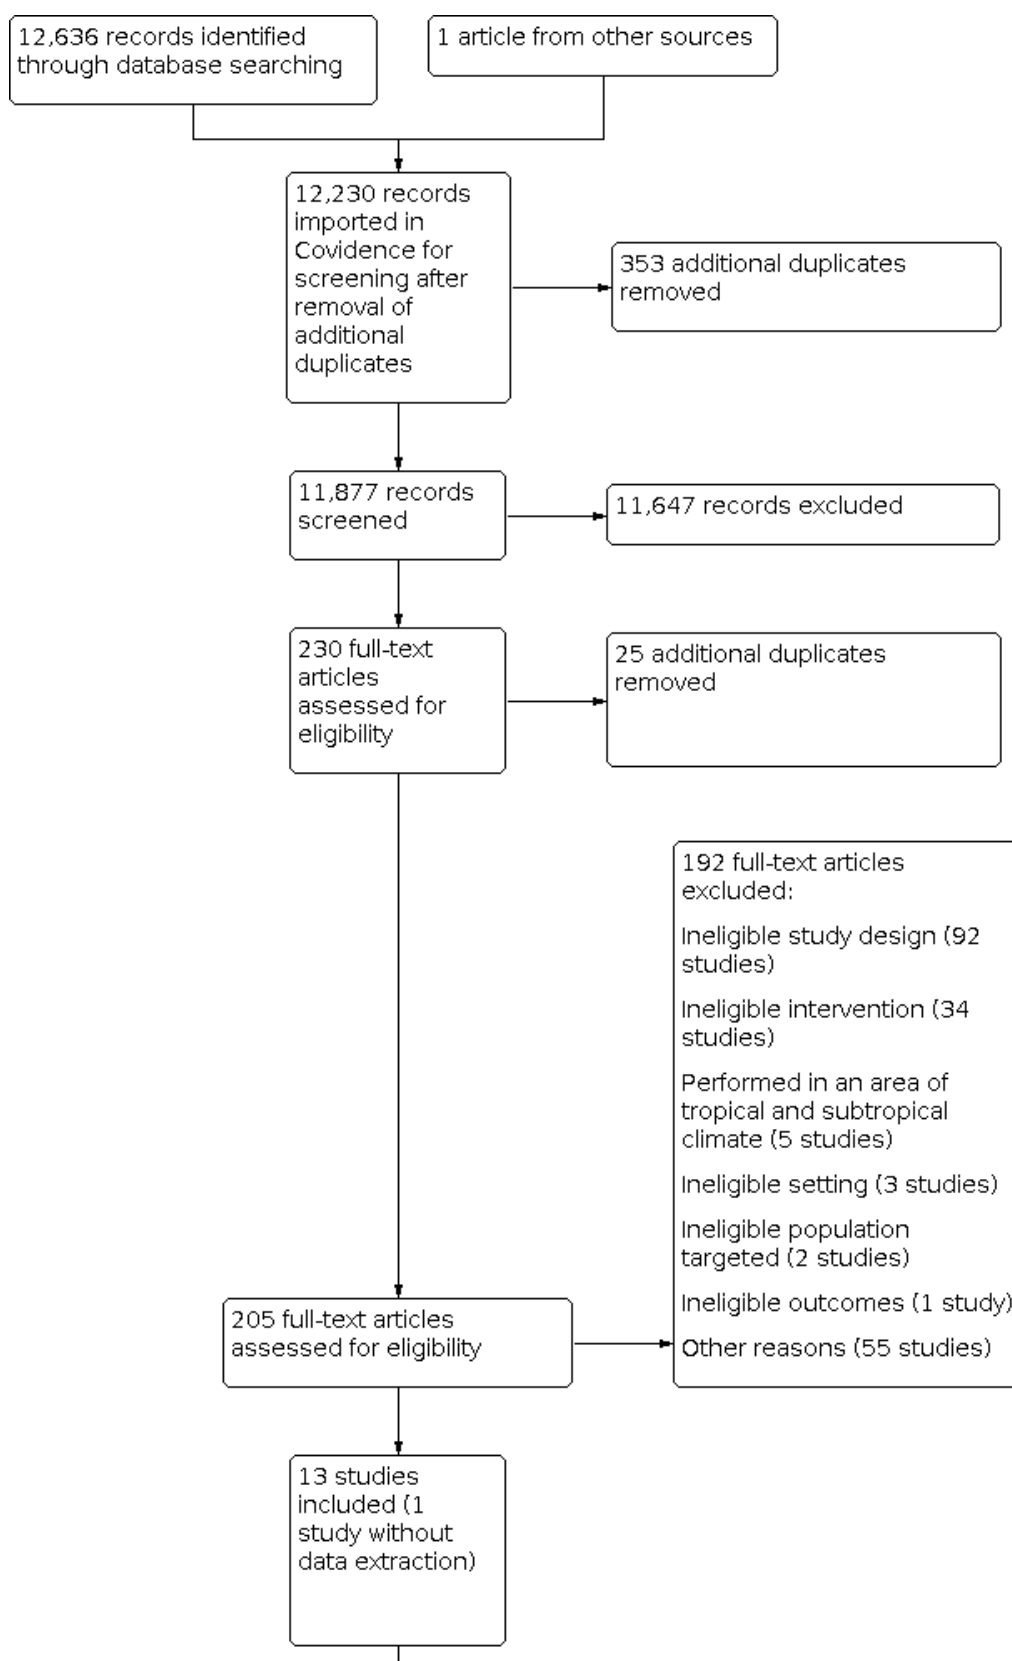 12,636 records identified
through database searching
1 article from other sources
12,230 records
imported in
Covidence for
screening after
removal of
additional
duplicates
353 additional duplicates
removed
11,877 records
screened
11,647 records excluded
230 full-text
articles
assessed for
eligibility
25 additional duplicates
removed
192 full-text articles
excluded:
Ineligible study design (92
studies)
Ineligible intervention (34
studies)
Performed in an area of
tropical and subtropical
climate (5 studies)
Ineligible setting (3 studies)
Ineligible population
targeted (2 studies)
Ineligible outcomes (1 study)
Other reasons (55 studies)
205 full-text articles
assessed for eligibility
13 studies
included (1
study without
data extraction)